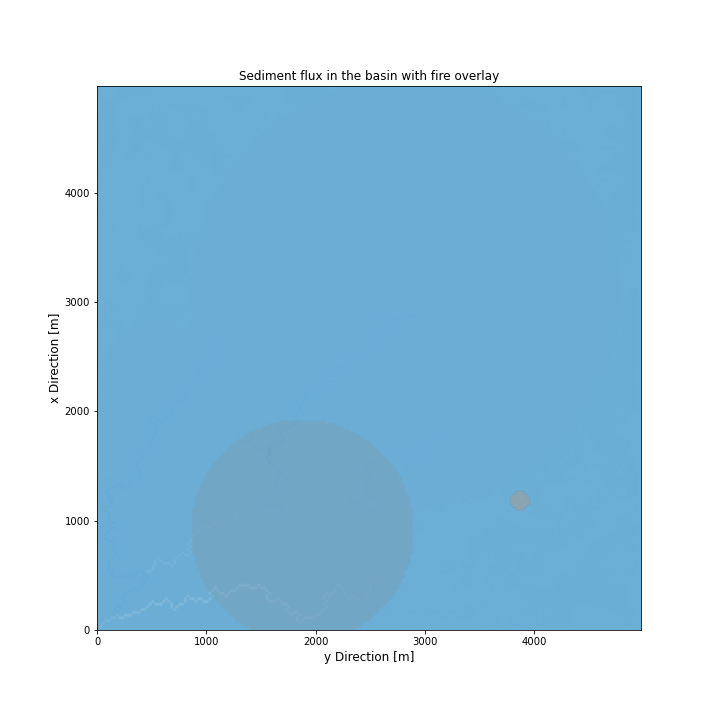 Sediment flux in the basin with fire overlay
4000
3000
2000
1000
0
x Direction [m]
0 1000 2000 3000 4000
y Direction [m]